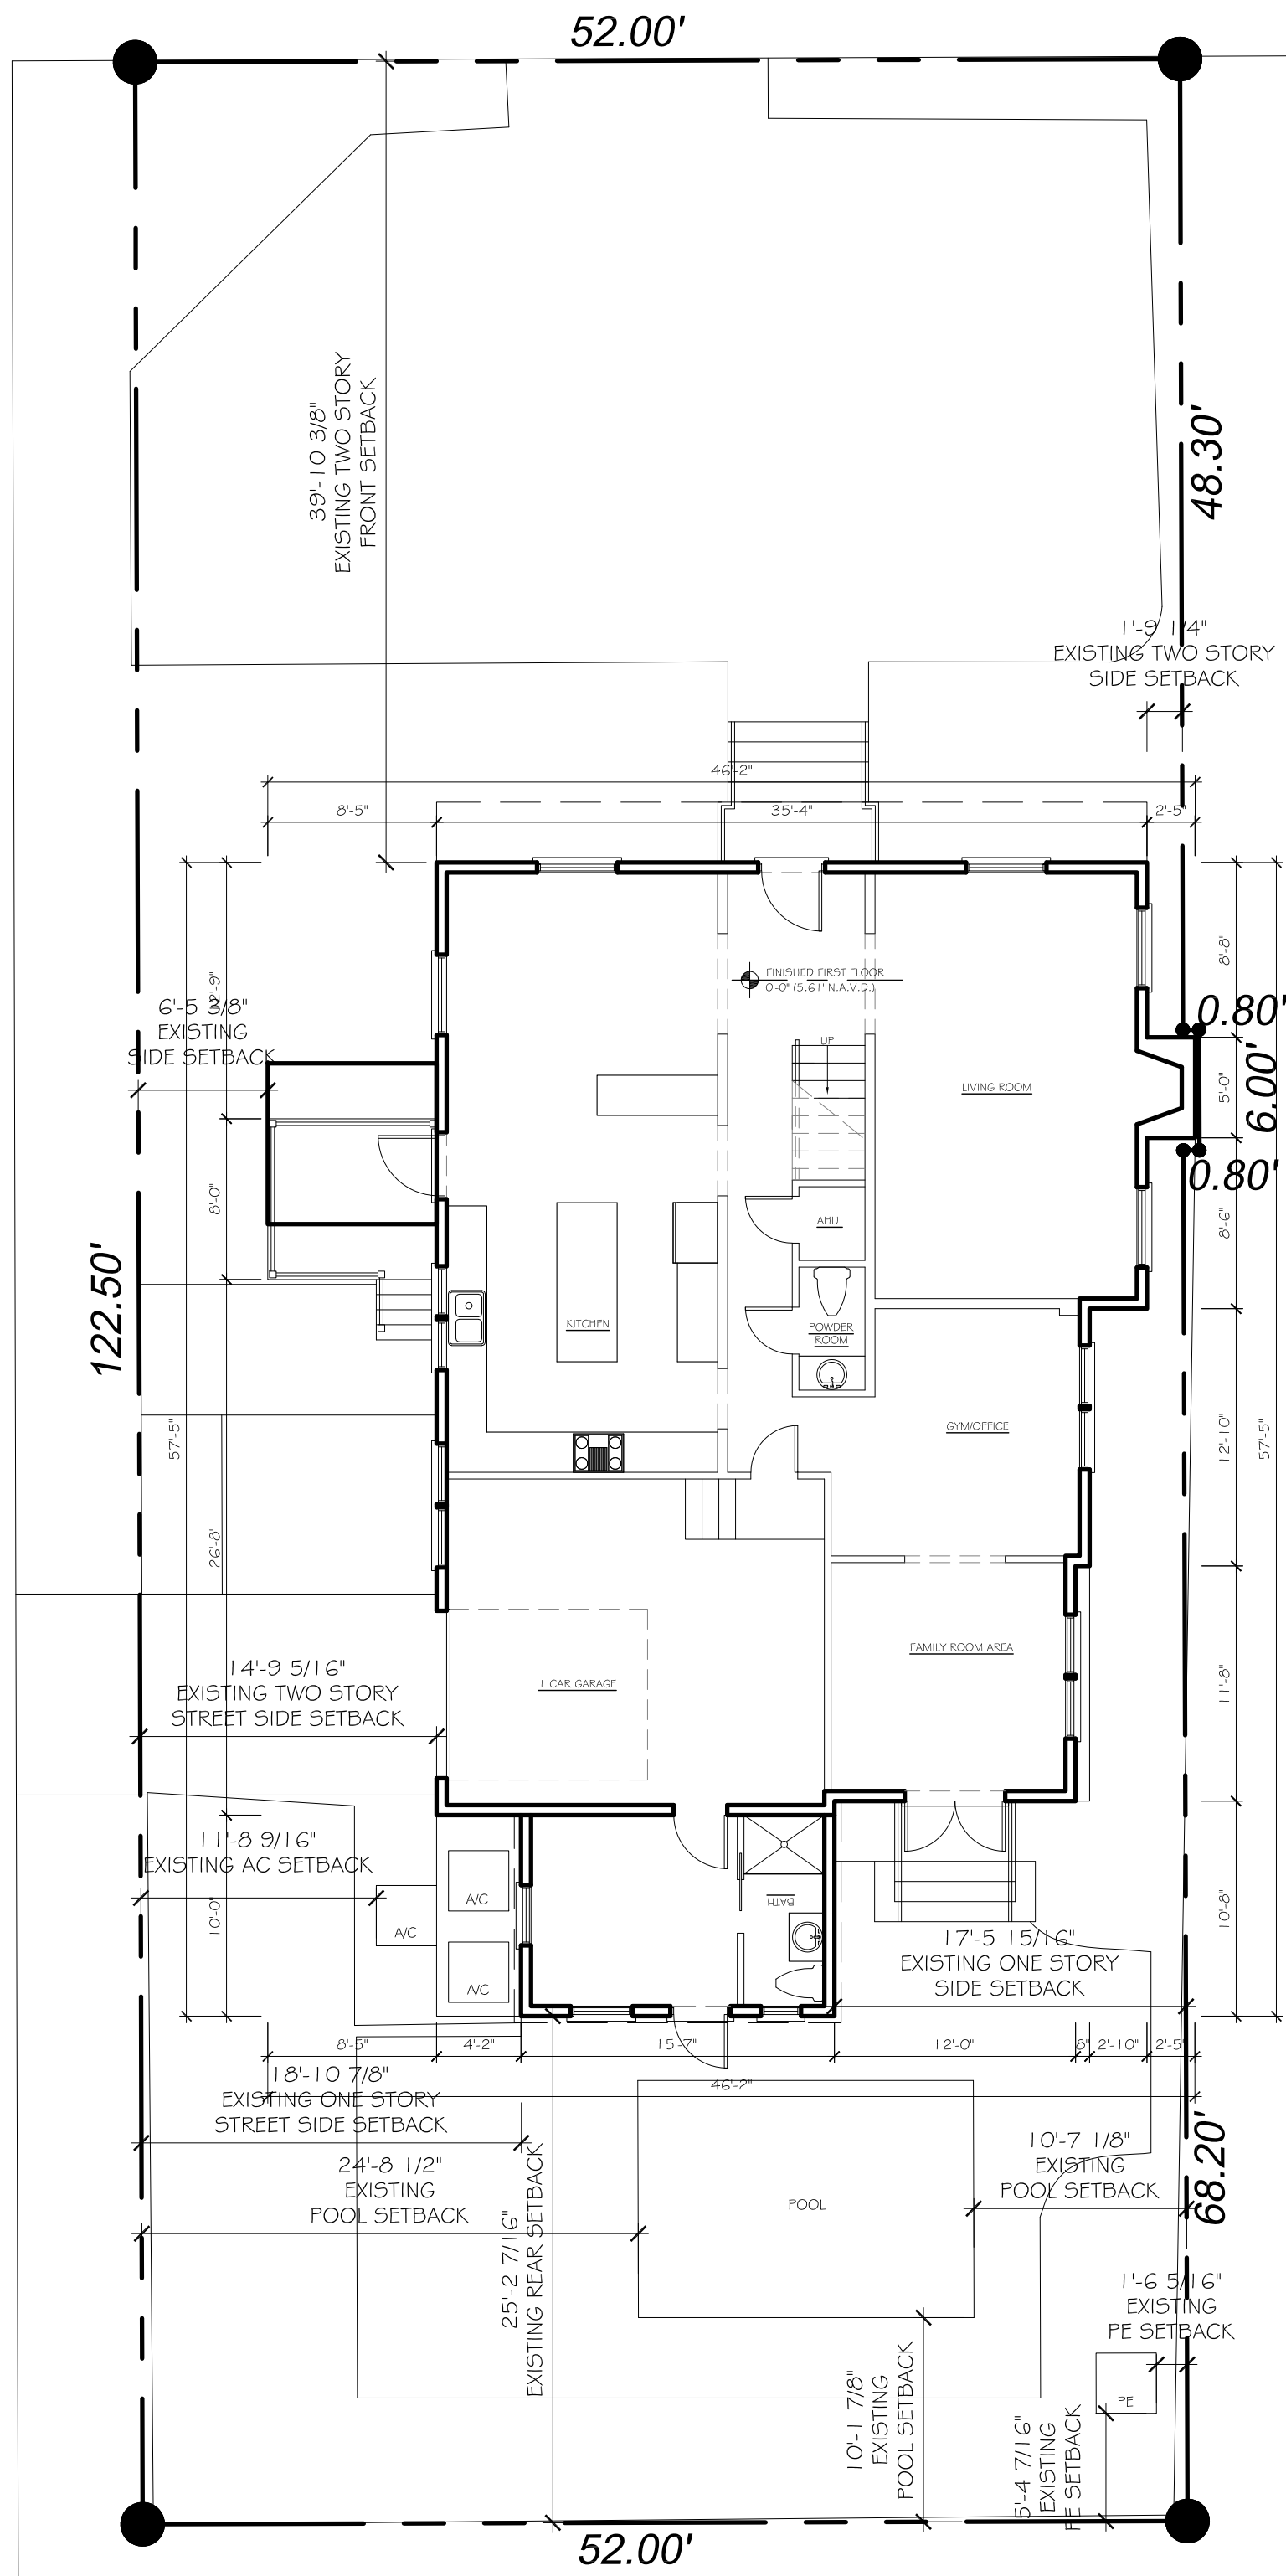 52.00'
39'-10 3/8"
EXISTING TWO STORY
FRONT SETBACK
48.30'
1'-9 1/4"
EXISTING TWO STORY
SIDE SETBACK
46'-2"
8'-5"
35'-4"
2'-5"
8'-8"
FINISHED FIRST FLOOR
0'-0" (5.61' N.A.V.D.)
6'-5 3/8"
EXISTING
SIDE SETBACK
0.80'
UP
LIVING ROOM
5'-0"
6.00'
0.80'
8'-0"
AHU
8'-6"
122.50'
KITCHEN
POWDER
ROOM
57'-5"
GYM/OFFICE
12'-10"
57'-5"
26'-8"
FAMILY ROOM AREA
14'-9 5/16"
EXISTING TWO STORY
STREET SIDE SETBACK
1 CAR GARAGE
11'-8"
11'-8 9/16"
EXISTING AC SETBACK
10'-0"
A/C
A/C
A/C
BATH
10'-8"
17'-5 15/16"
EXISTING ONE STORY
SIDE SETBACK
8'-5"
4'-2"
15'-7"
12'-0"
8"
2'-10"
2'-5"
46'-2"
18'-10 7/8"
EXISTING ONE STORY
STREET SIDE SETBACK
24'-8 1/2"
EXISTING
POOL SETBACK
25'-2 7/16"
EXISTING REAR SETBACK
POOL
10'-7 1/8"
EXISTING
POOL SETBACK
68.20'
1'-6 5/16"
EXISTING
PE SETBACK
10'-1 7/8"
EXISTING
POOL SETBACK
PE
5'-4 7/16"
EXISTING
PE SETBACK
52.00'